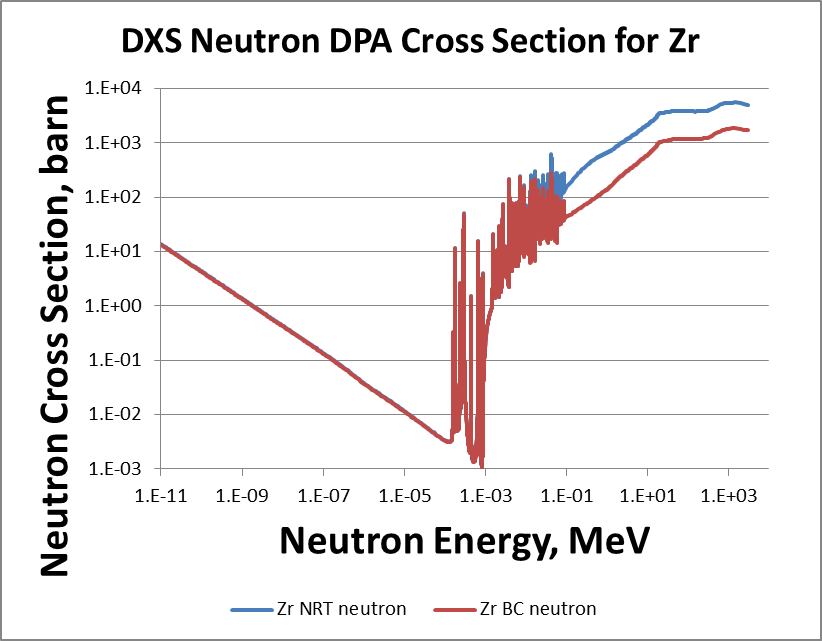 DXS Neutron DPA Cross Section for Zr
Neutron Cross Section, barn
1.E+04
1.E+03
1.E+02
1.E+01
1.E+00
1.E-01
1.E-02
1.E-03
1.E-11 1.E-09 1.E-07 1.E-05 1.E-03 1.E-01 1.E+01 1.E+03
Neutron Energy, MeV
Zr NRT neutron Zr BC neutron